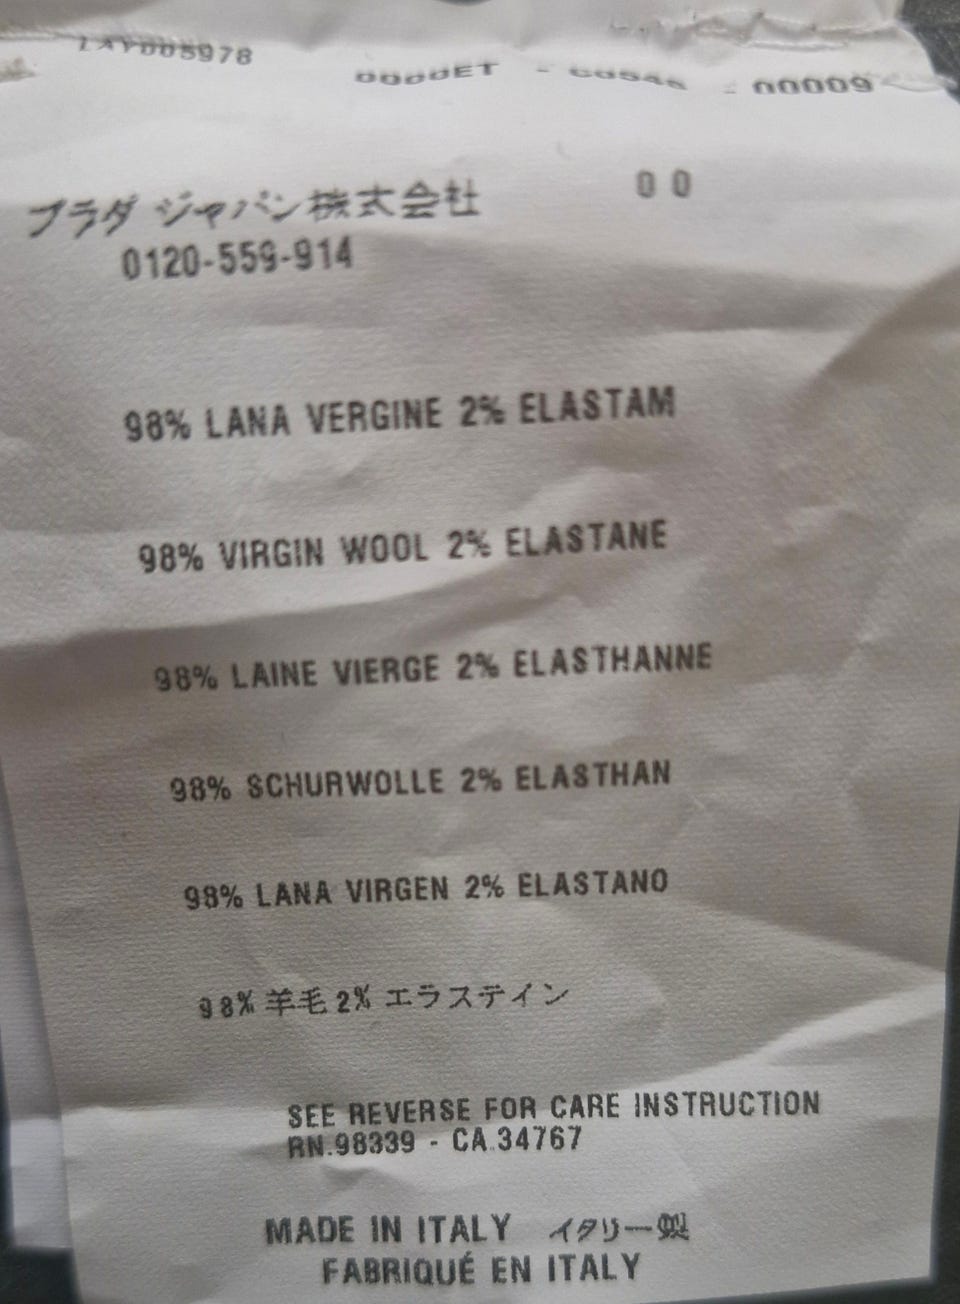 00009
プラダ ジャパン株式会社 00
0120-559-914
98% LANA VERGINE 2% ELASTAM
98% VIRGIN WOOL 2% ELASTANE
98% LAINE VIERGE 2% ELASTHANNE
98% SCHURWOLLE 2% ELASTHAN
98% LANA VIRGEN 2% ELASTANO
98% 羊毛 2% エラステイン
SEE REVERSE FOR CARE INSTRUCTION
RN.98339 - CA.34767
MADE IN ITALY イタリー製
FABRIQUÉ EN ITALY